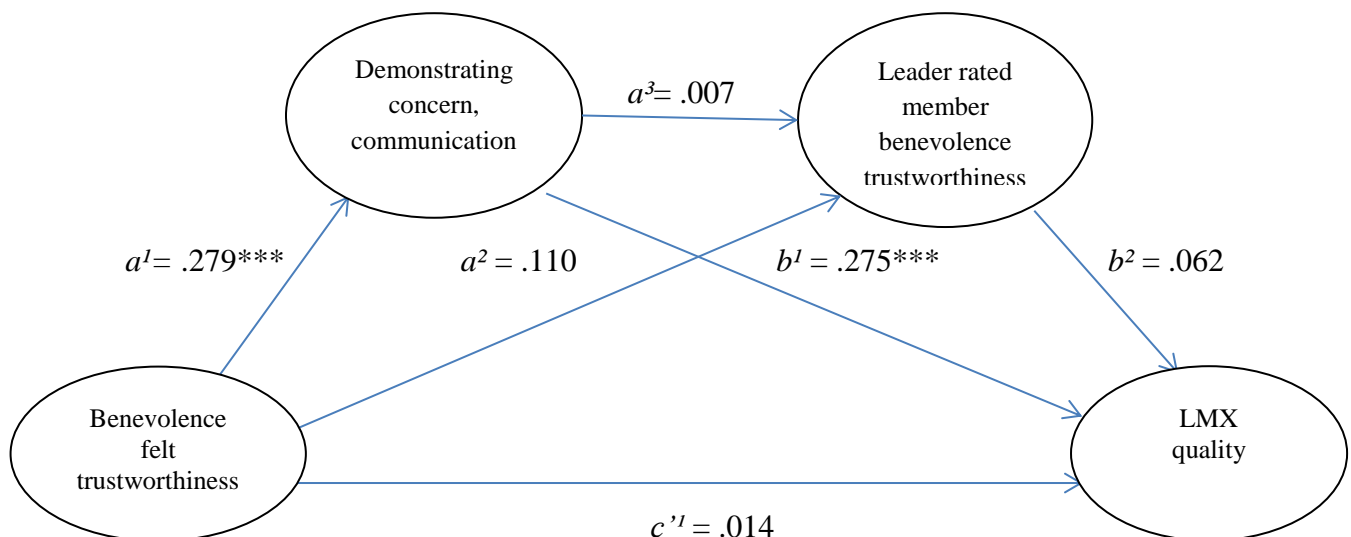 Demonstrating
concern,
communication
a³= .007
Leader rated
member
benevolence
trustworthiness
a¹= .279***
a² = .110
b¹ = .275***
b² = .062
Benevolence
felt
trustworthiness
LMX
quality
c’¹ = .014